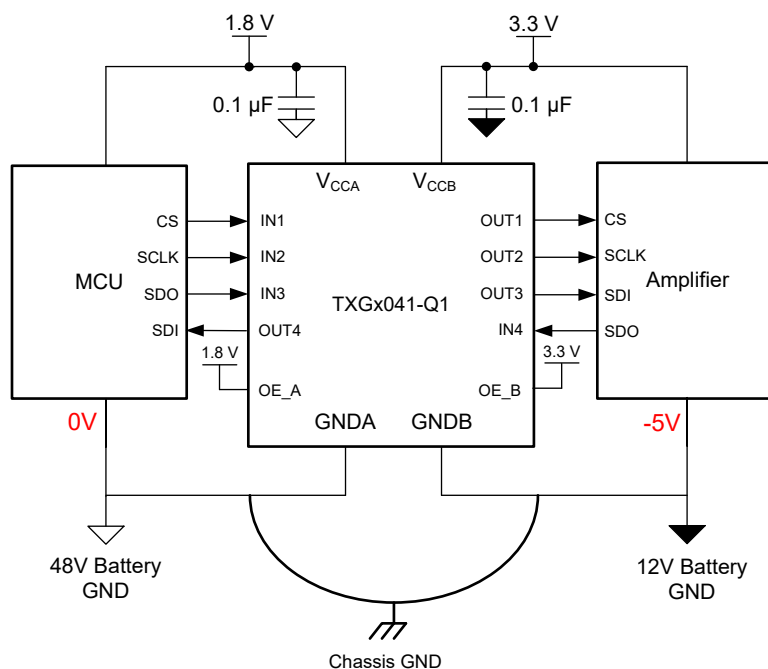 1.8 V
3.3 V
0.1 µF
0.1 µF
VCCA
VCCB
MCU
CS
SCLK
SDO
SDI
IN1
IN2
IN3
OUT4
TXGx041-Q1
OUT1
OUT2
OUT3
IN4
CS
SCLK
SDI
SDO
Amplifier
1.8 V
OE_A
3.3 V
OE_B
GNDA
GNDB
0V
-5V
48V Battery
GND
12V Battery
GND
Chassis GND